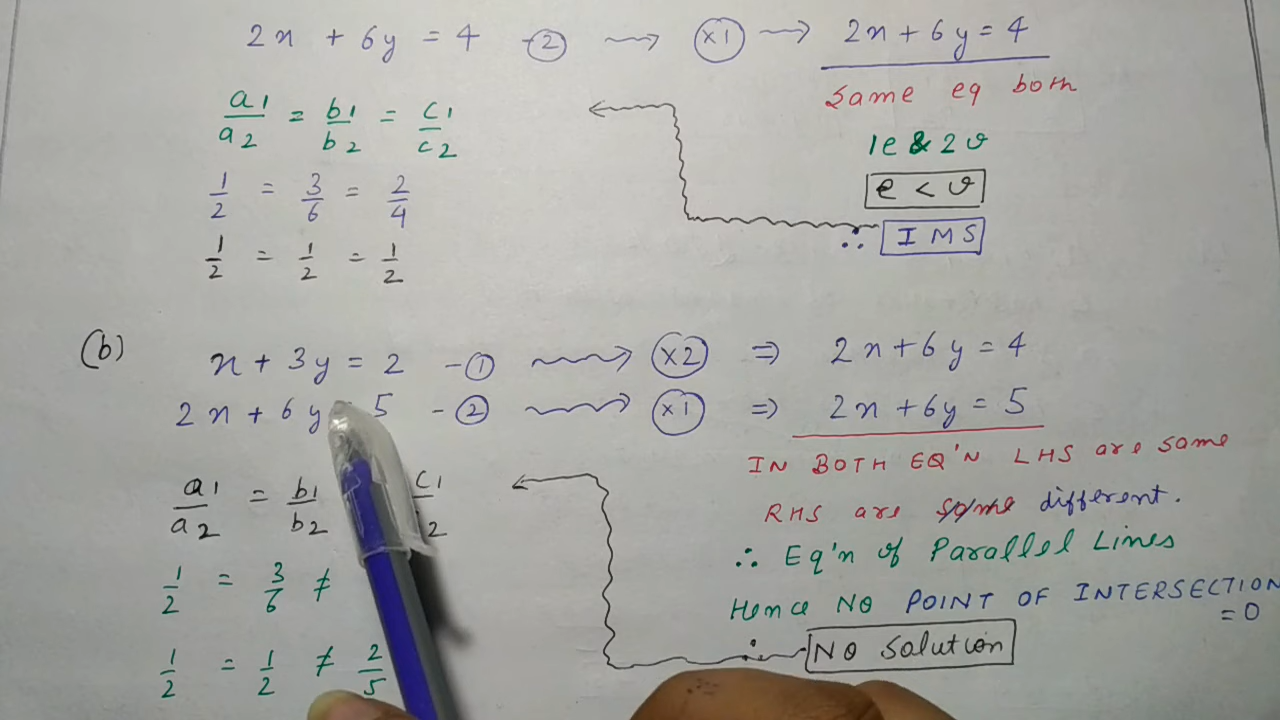 2x + 6y = 4 -② ⟶ (×1) ⟶ 2x + 6y = 4
Same eq both
a1/a2 = b1/b2 = c1/c2
1e & 2v
1/2 = 3/6 = 2/4
e < v
∴ IMS
1/2 = 1/2 = 1/2
(b)
x + 3y = 2 -① ⟶ (×2) ⇒ 2x + 6y = 4
2x + 6y 5 -② ⟶ (×1) ⇒ 2x + 6y = 5
IN BOTH EQ'N LHS are same
a1/a2 = b1/b2 c1/2
RHS are same different.
∴ Eq'n of Parallel Lines
1/2 = 3/6 ≠
Hence NO POINT OF INTERSECTION
= 0
∴ NO Solution
1/2 = 1/2 ≠ 2/5